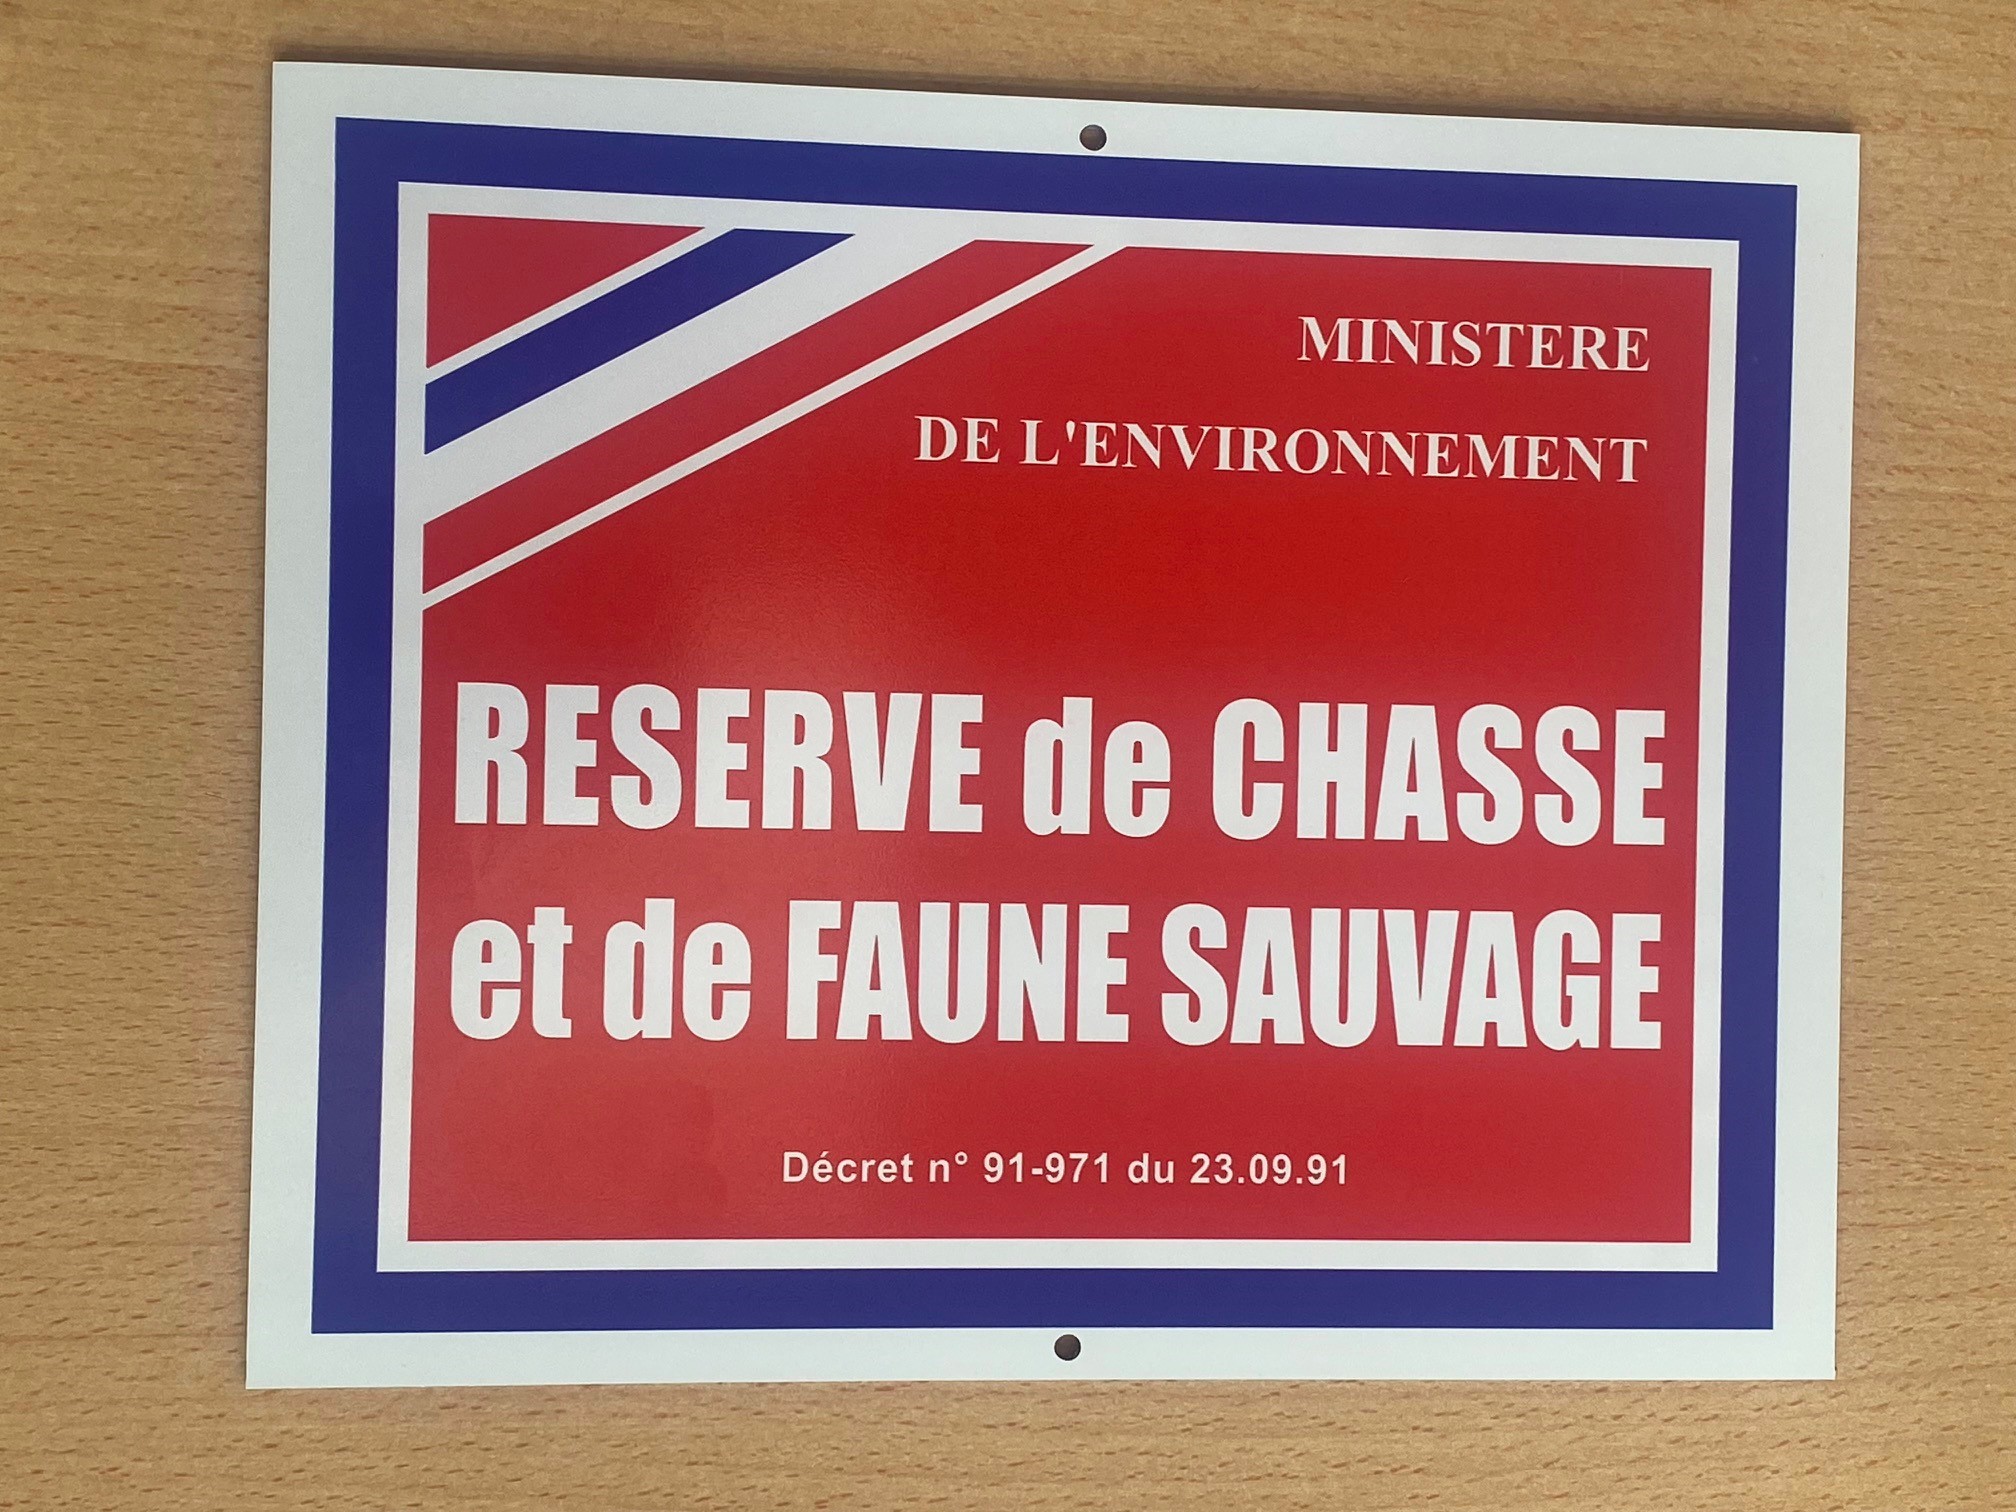 MINISTERE
DE L'ENVIRONNEMENT
RESERVE de CHASSE
et de FAUNE SAUVAGE
Décret n° 91-971 du 23.09.91